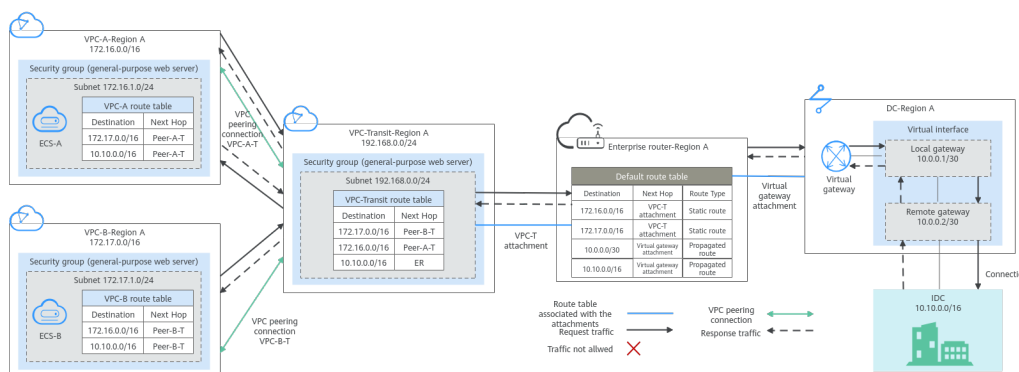 VPC-A-Region A
172.16.0.0/16
Security group (general-purpose web server)
Subnet 172.16.1.0/24
VPC-A route table
Destination Next Hop
172.17.0.0/16 Peer-A-T
10.10.0.0/16 Peer-A-T
ECS-A
VPC
peering
connection
VPC-A-T
VPC-B-Region A
172.17.0.0/16
Security group (general-purpose web server)
Subnet 172.17.1.0/24
VPC-B route table
Destination Next Hop
172.16.0.0/16 Peer-B-T
10.10.0.0/16 Peer-B-T
ECS-B
VPC peering
connection
VPC-B-T
VPC-Transit-Region A
192.168.0.0/24
Security group (general-purpose web server)
Subnet 192.168.0.0/24
VPC-Transit route table
Destination Next Hop
172.17.0.0/16 Peer-B-T
172.16.0.0/16 Peer-A-T
10.10.0.0/16 ER
VPC-T
attachment
Enterprise router-Region A
Default route table
Destination Next Hop Route Type
172.16.0.0/16 VPC-T attachment Static route
172.17.0.0/16 VPC-T attachment Static route
10.0.0.0/30 Virtual gateway attachment Propagated route
10.10.0.0/16 Virtual gateway attachment Propagated route
Virtual
gateway
attachment
DC-Region A
Virtual interface
Local gateway
10.0.0.1/30
Virtual
gateway
Remote gateway
10.0.0.2/30
Connecti
IDC
10.10.0.0/16
Route table
associated with the
attachments
Request traffic
Traffic not allwed
VPC peering
connection
Response traffic